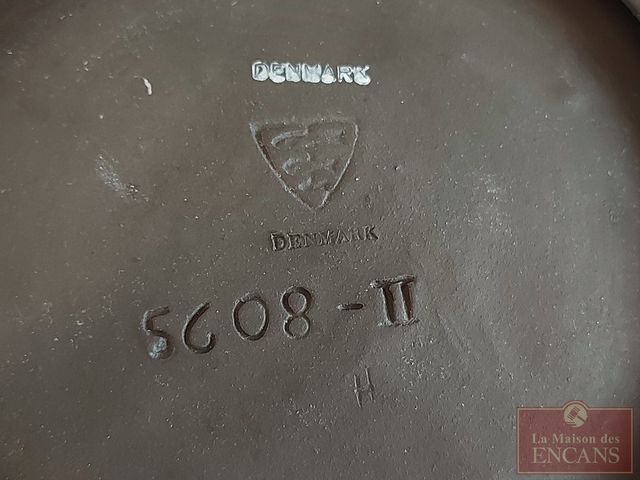 DENMARK
DENMARK
5608-II
H
La Maison des
ENCANS